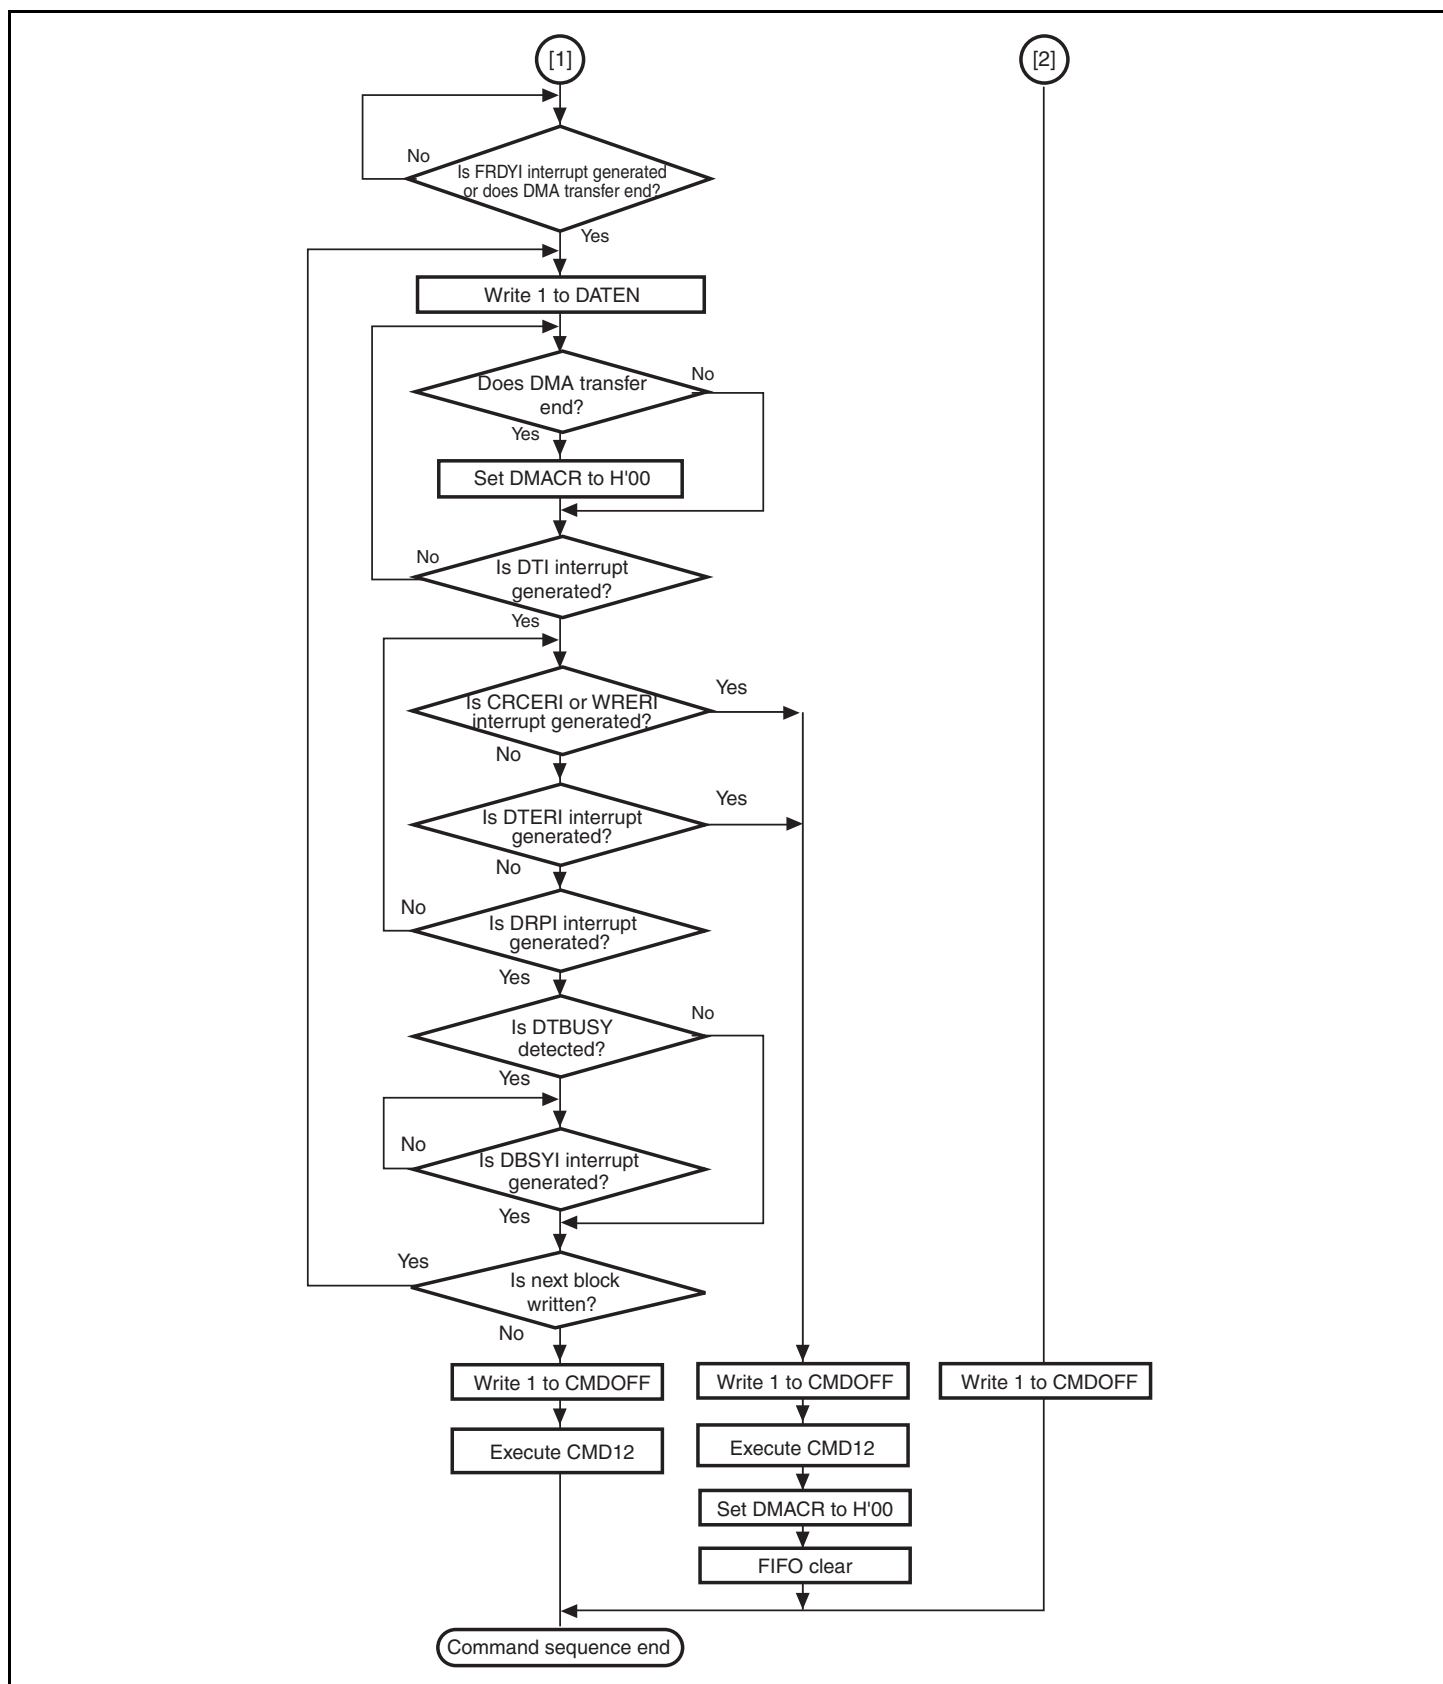 [1]
[2]
No
Is FRDYI interrupt generated
or does DMA transfer end?
Yes
Write 1 to DATEN
Does DMA transfer
end?
No
Yes
Set DMACR to H'00
No
Is DTI interrupt
generated?
Yes
Is CRCERI or WRERI
interrupt generated?
Yes
No
Is DTERI interrupt
generated?
Yes
No
No
Is DRPI interrupt
generated?
Yes
Is DTBUSY
detected?
No
Yes
No
Is DBSYI interrupt
generated?
Yes
Yes
Is next block
written?
No
Write 1 to CMDOFF
Write 1 to CMDOFF
Write 1 to CMDOFF
Execute CMD12
Execute CMD12
Set DMACR to H'00
FIFO clear
Command sequence end